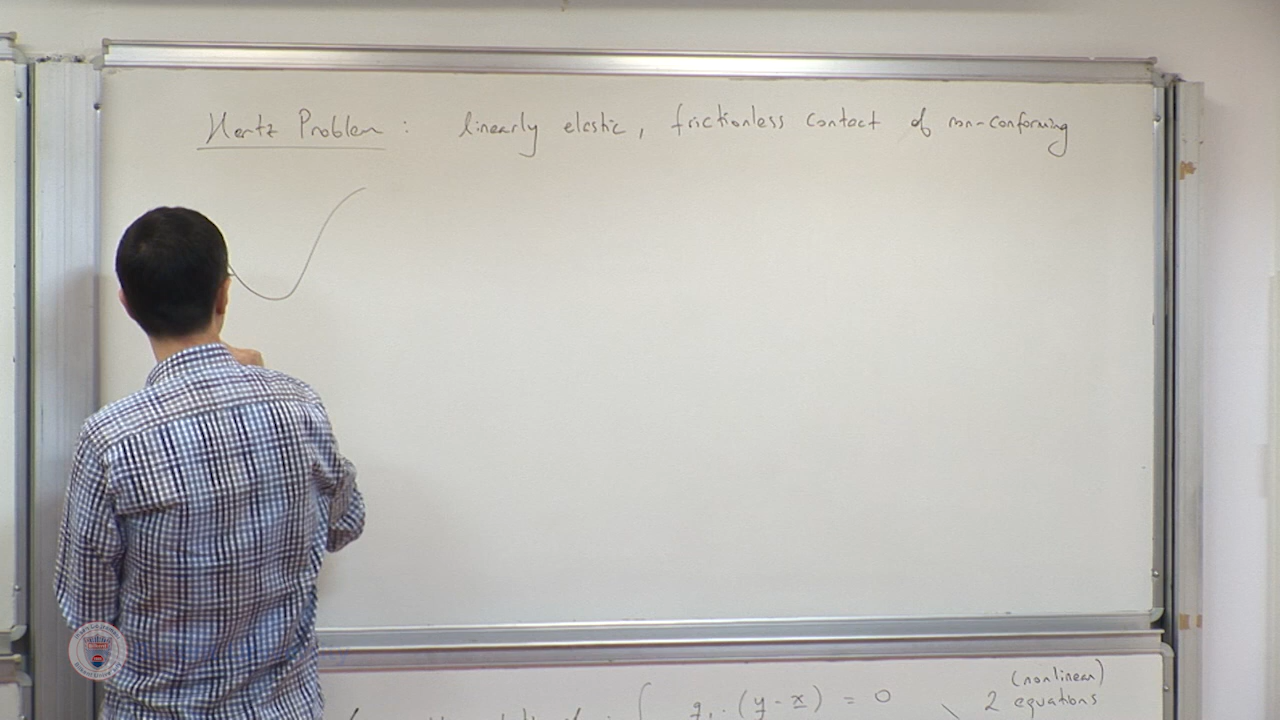 Hertz Problem : linearly elastic, frictionless contact of non-conforming
(nonlinear)
g₁ . (y - x) = 0 2 equations